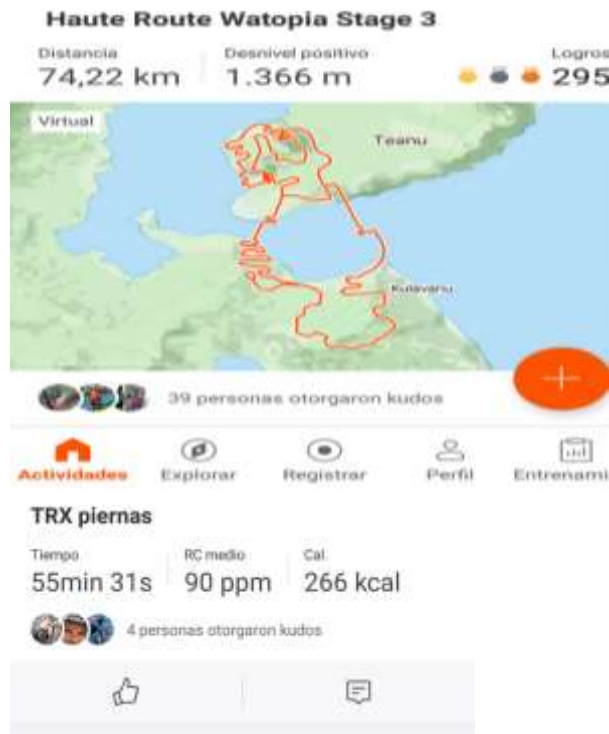 Haute Route Watopia Stage 3
Distancia Desnivel positivo Logros
74,22 km 1.366 m 295
Virtual
Teanu
Kulavanu
39 personas otorgaron kudos
Actividades Explorar Registrar Perfil Entrenami
TRX piernas
Tiempo RC medio Cal.
55min 31s 90 ppm 266 kcal
4 personas otorgaron kudos